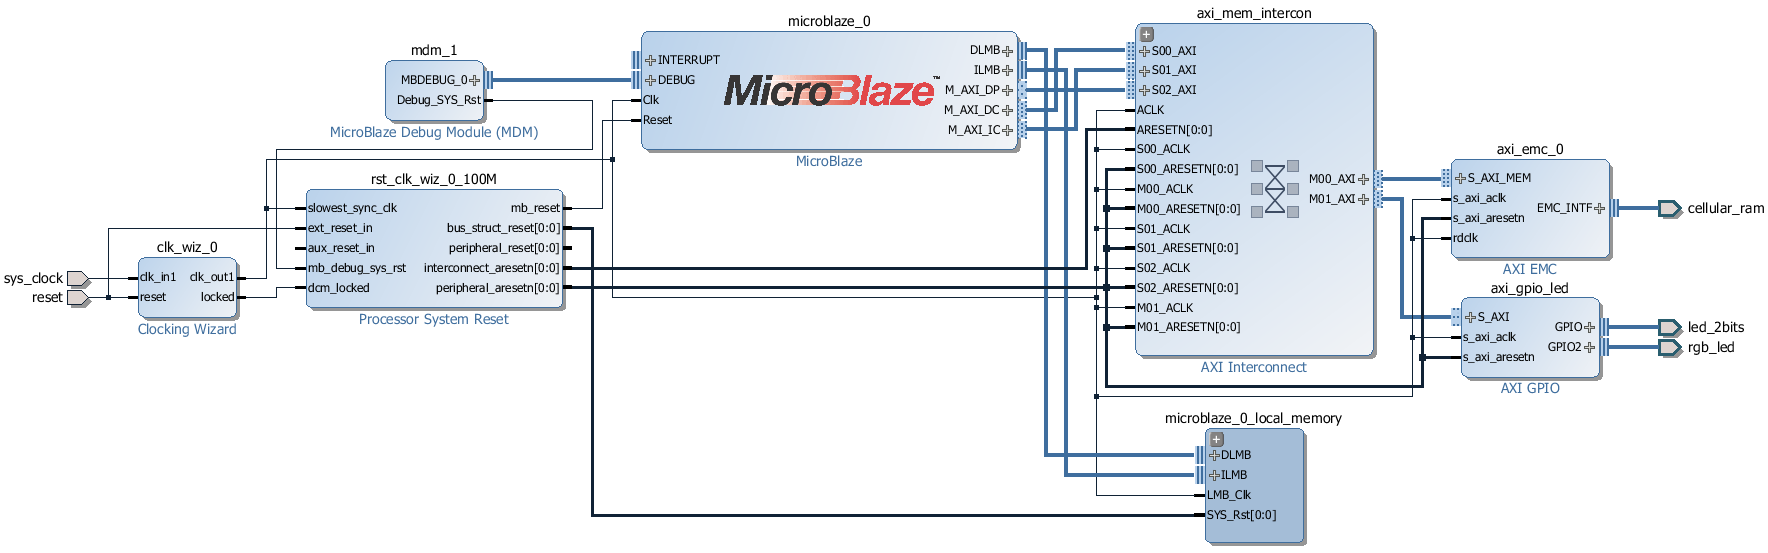 sys_clock
reset
clk_wiz_0
clk_in1
reset
clk_out1
locked
Clocking Wizard
mdm_1
MBDEBUG_0
Debug_SYS_Rst
MicroBlaze Debug Module (MDM)
rst_clk_wiz_0_100M
slowest_sync_clk
ext_reset_in
aux_reset_in
mb_debug_sys_rst
dcm_locked
mb_reset
bus_struct_reset[0:0]
peripheral_reset[0:0]
interconnect_aresetn[0:0]
peripheral_aresetn[0:0]
Processor System Reset
microblaze_0
INTERRUPT
DEBUG
Clk
Reset
MicroBlaze™
DLMB
ILMB
M_AXI_DP
M_AXI_DC
M_AXI_IC
MicroBlaze
axi_mem_intercon
S00_AXI
S01_AXI
S02_AXI
ACLK
ARESETN[0:0]
S00_ACLK
S00_ARESETN[0:0]
M00_ACLK
M00_ARESETN[0:0]
S01_ACLK
S01_ARESETN[0:0]
S02_ACLK
S02_ARESETN[0:0]
M01_ACLK
M01_ARESETN[0:0]
M00_AXI
M01_AXI
AXI Interconnect
microblaze_0_local_memory
DLMB
ILMB
LMB_Clk
SYS_Rst[0:0]
axi_emc_0
S_AXI_MEM
s_axi_aclk
s_axi_aresetn
rdclk
EMC_INTF
AXI EMC
cellular_ram
axi_gpio_led
S_AXI
s_axi_aclk
s_axi_aresetn
GPIO
GPIO2
AXI GPIO
led_2bits
rgb_led